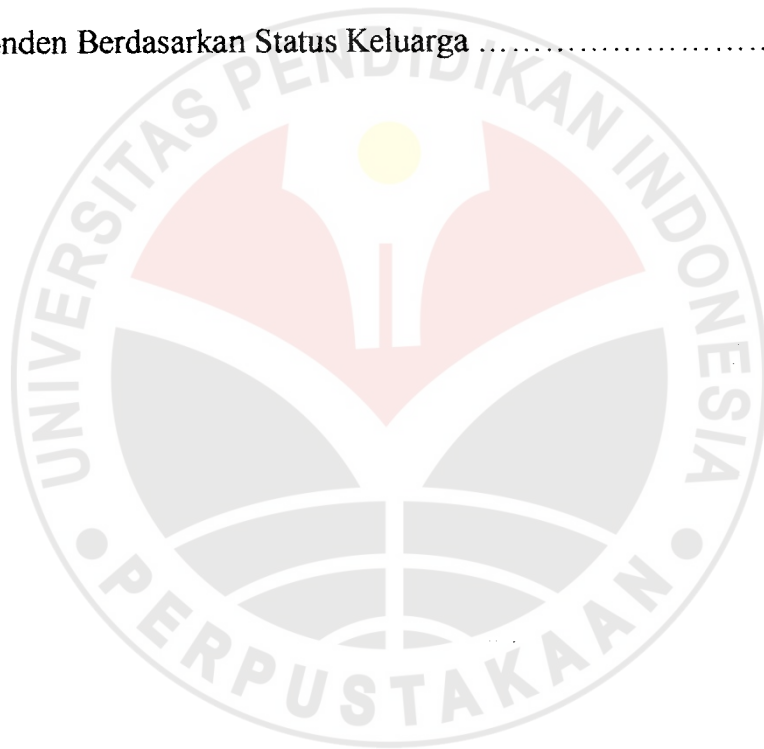 nden Berdasarkan Status Keluarga ..........................
UNIVERSITAS PENDIDIKAN INDONESIA
• PERPUSTAKAAN •